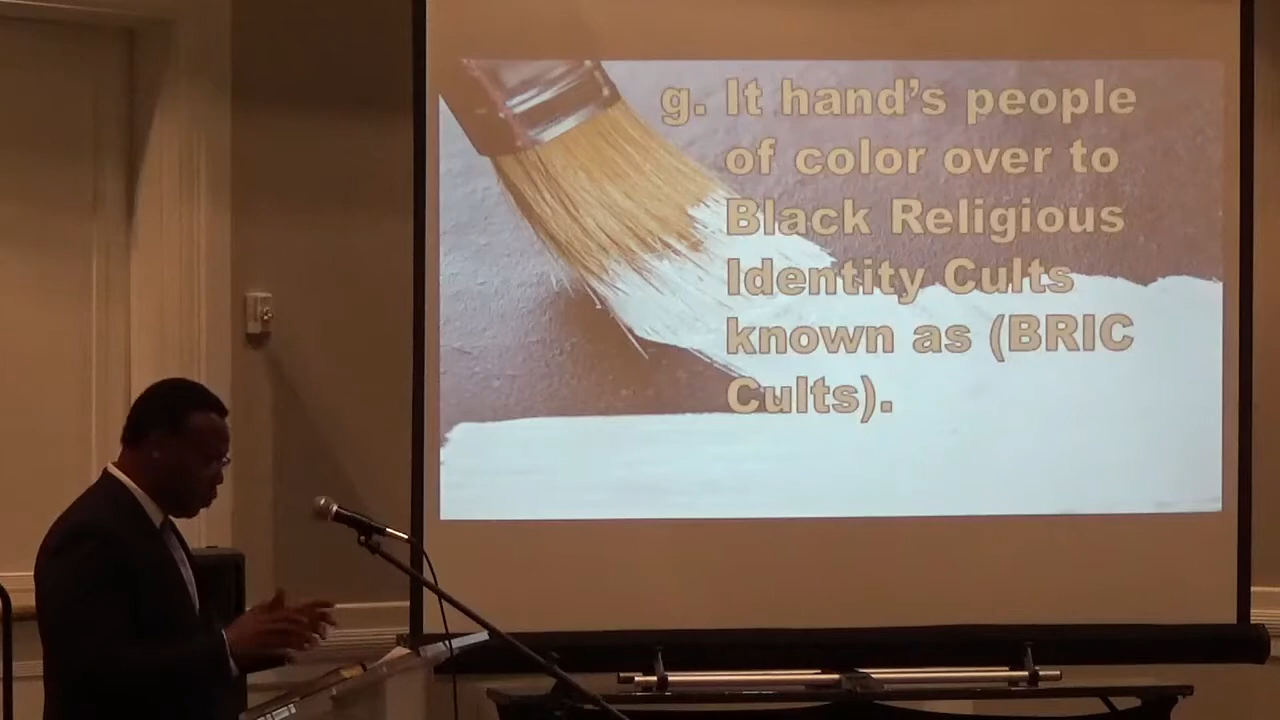 g. It hand's people
of color over to
Black Religious
Identity Cults
known as (BRIC
Cults).